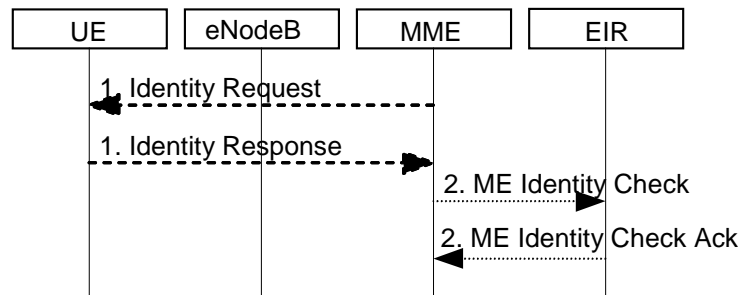 UE
eNodeB
MME
EIR
1. Identity Request
1. Identity Response
2. ME Identity Check
2. ME Identity Check Ack